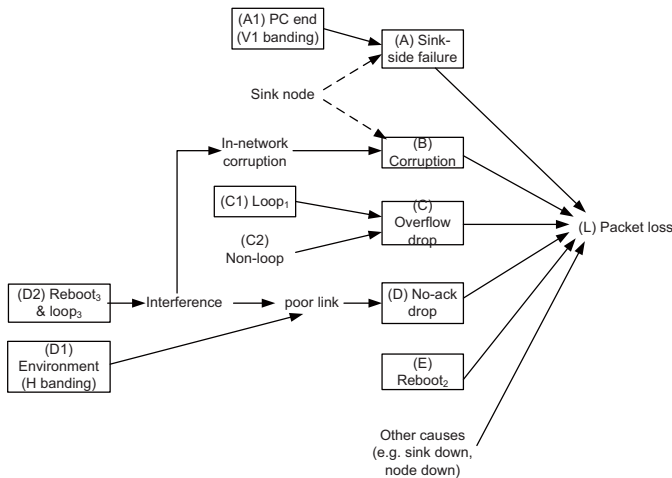 (A1) PC end
(V1 banding)
(A) Sink-
side failure
Sink node
In-network
corruption
(B)
Corruption
(C1) Loop₁
(C)
Overflow
drop
(C2)
Non-loop
(L) Packet loss
(D2) Reboot₃
& loop₃
Interference
poor link
(D) No-ack
drop
(D1)
Environment
(H banding)
(E)
Reboot₂
Other causes
(e.g. sink down,
node down)